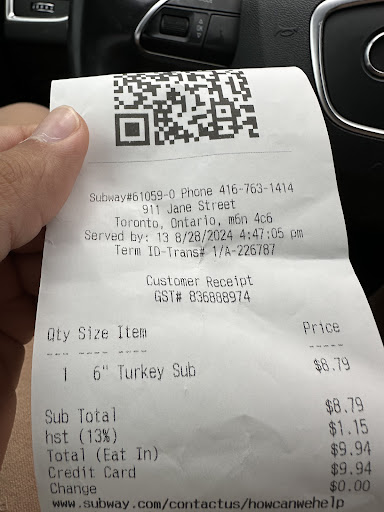 Subway#61059-0 Phone 416-763-1414
911 Jane Street
Toronto, Ontario, m6n 4c6
Served by: 13 8/28/2024 4:47:05 pm
Term ID-Trans# 1/A-226787
Customer Receipt
GST# 836888974
Qty Size Item Price
--- ---- ---- -----
1 6" Turkey Sub $8.79
Sub Total $8.79
hst (13%) $1.15
Total (Eat In) $9.94
Credit Card $9.94
Change $0.00
www.subway.com/contactus/howcanwehelp